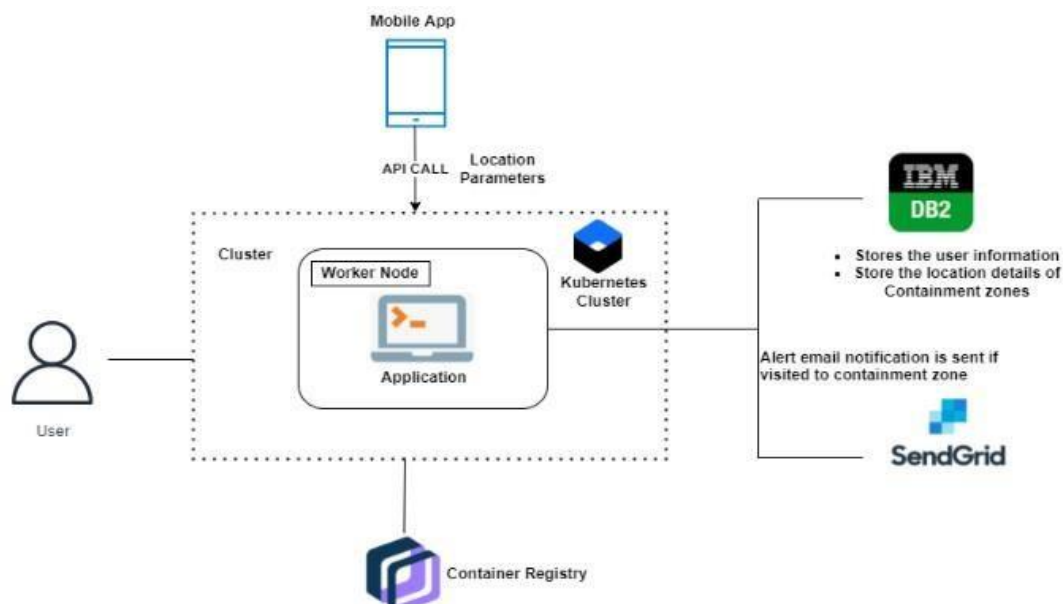 Mobile App
API CALL
Location
Parameters
Cluster
Worker Node
Application
Kubernetes
Cluster
User
Container Registry
IBM
DB2
Stores the user information
Store the location details of
Containment zones
Alert email notification is sent if
visited to containment zone
SendGrid